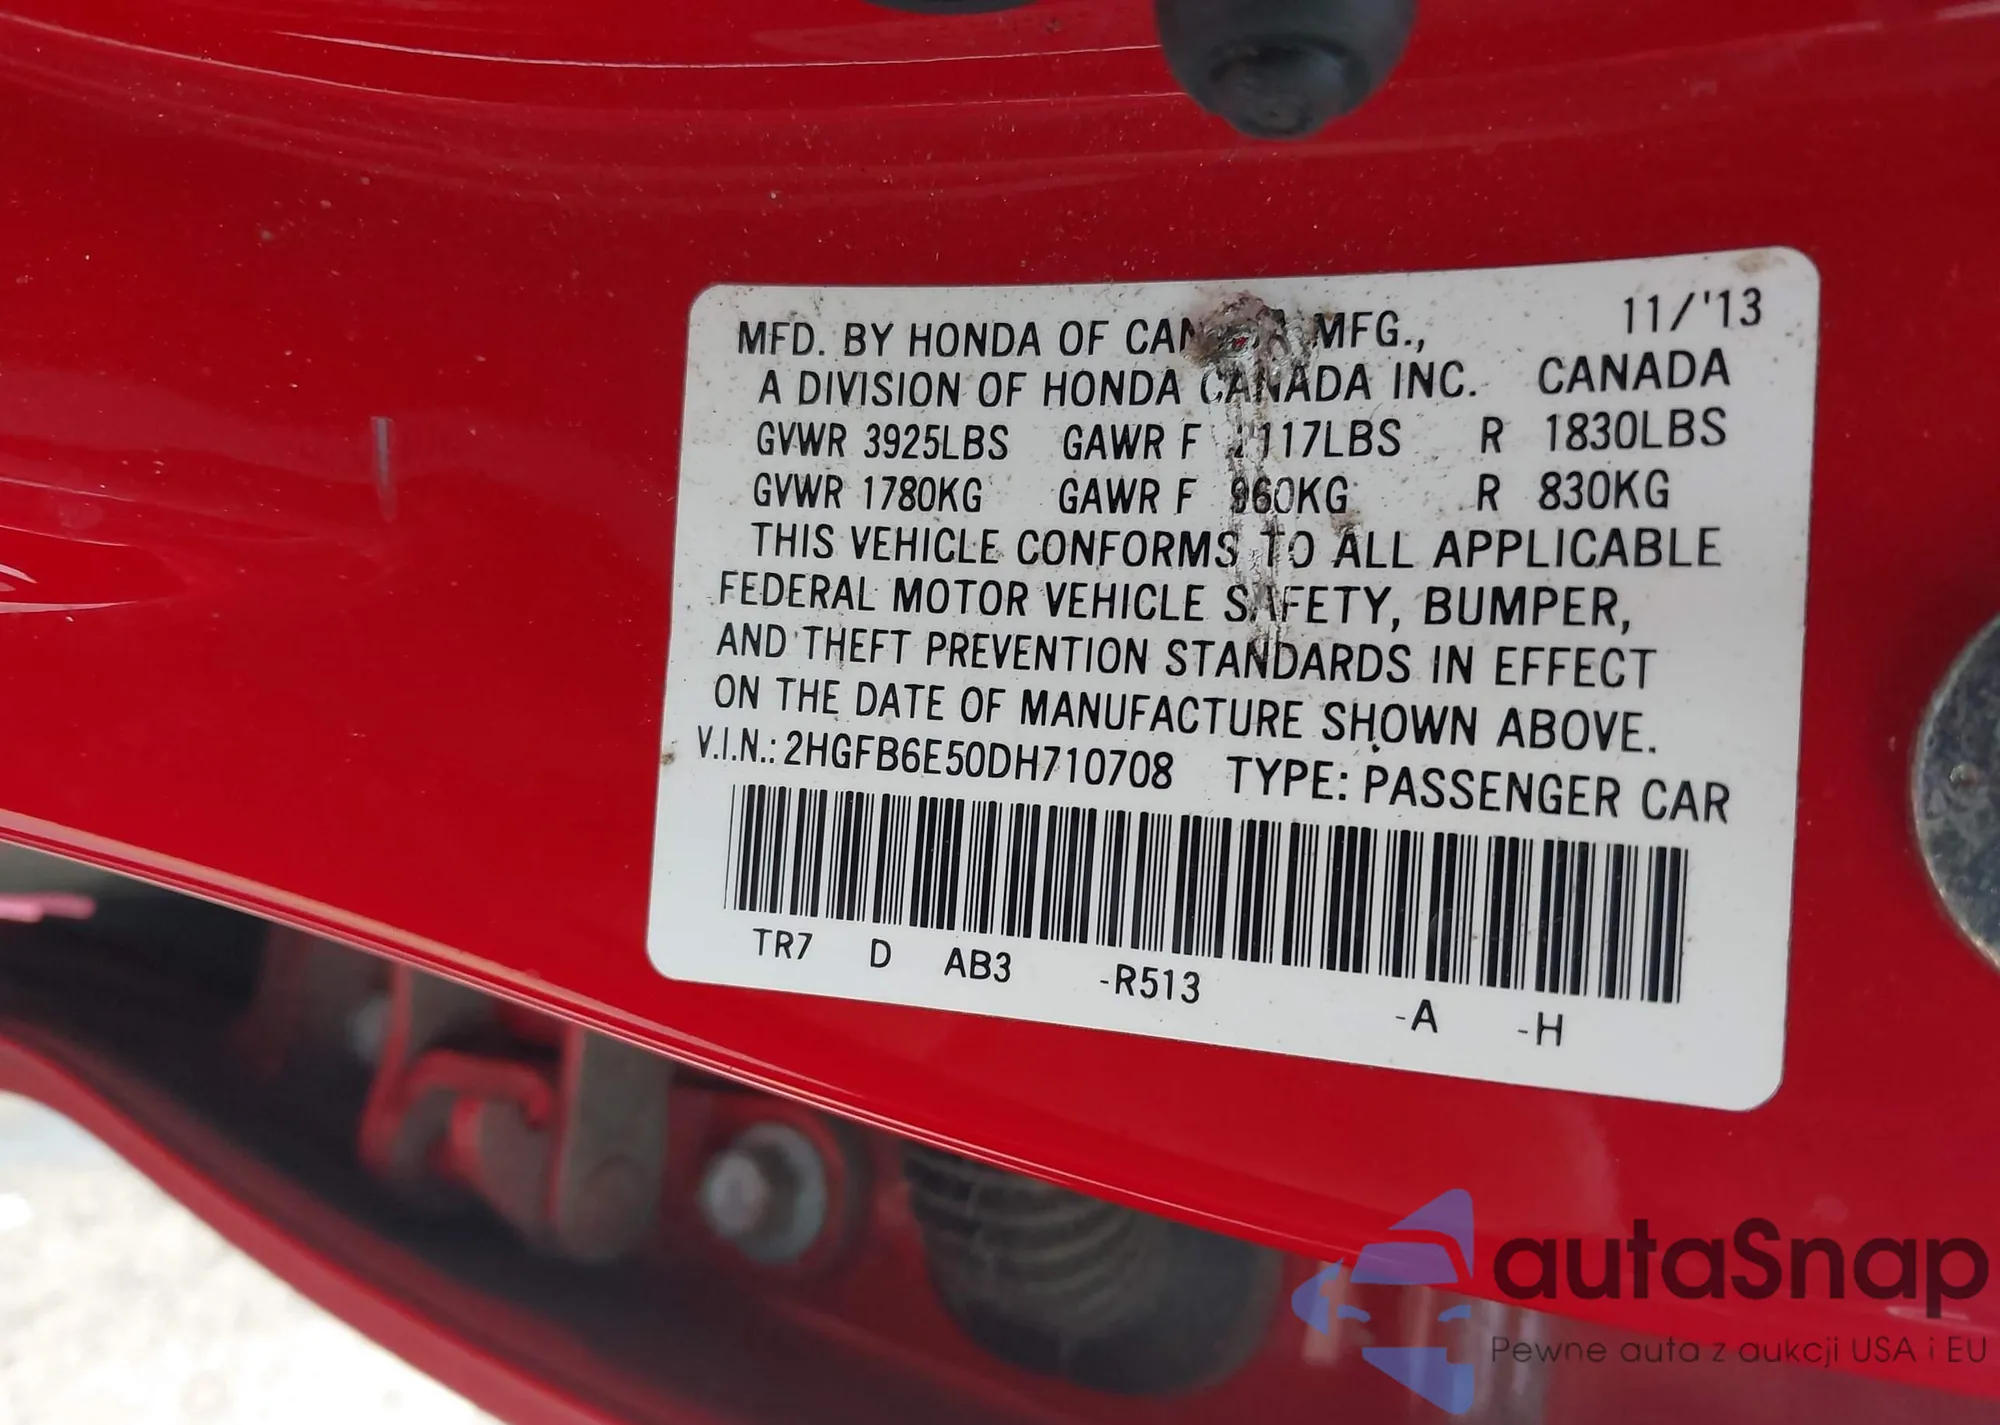 11/'13
MFD. BY HONDA OF CANADA MFG.,
A DIVISION OF HONDA CANADA INC. CANADA
GVWR 3925LBS GAWR F 2117LBS R 1830LBS
GVWR 1780KG GAWR F 960KG R 830KG
THIS VEHICLE CONFORMS TO ALL APPLICABLE
FEDERAL MOTOR VEHICLE SAFETY, BUMPER,
AND THEFT PREVENTION STANDARDS IN EFFECT
ON THE DATE OF MANUFACTURE SHOWN ABOVE.
V.I.N.: 2HGFB6E50DH710708 TYPE: PASSENGER CAR
TR7 D AB3 -R513 -A -H
autaSnap
Pewne auta z aukcji USA i EU